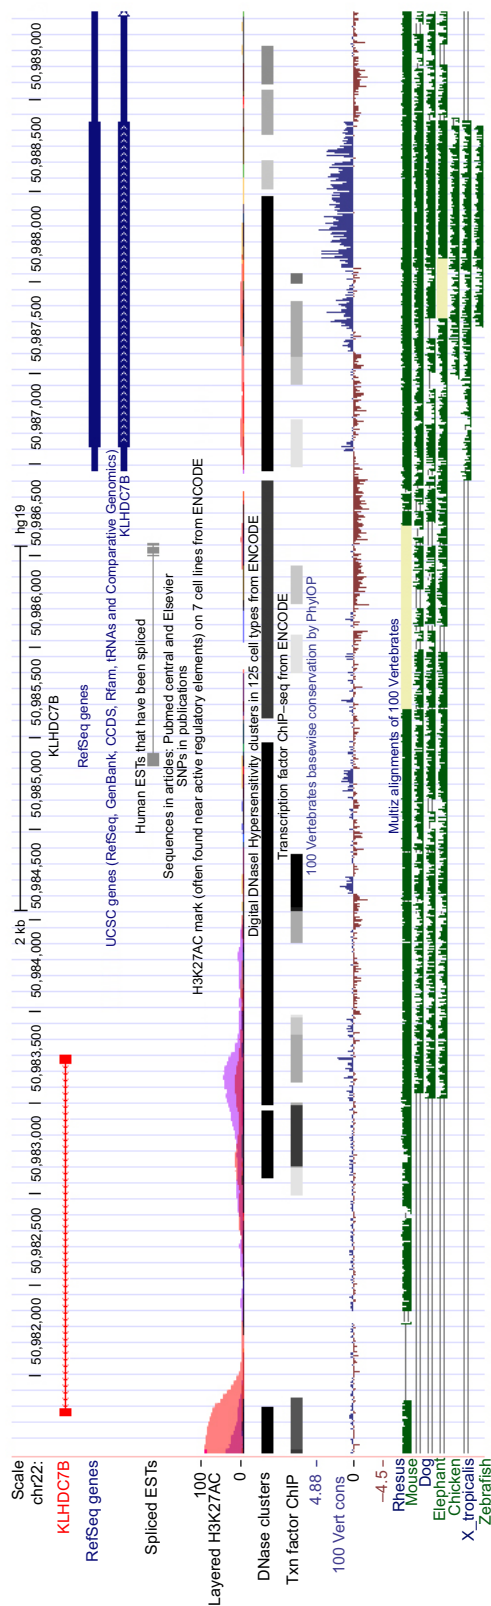 Scale
2 kb
hg19
chr22:
50,982,000
50,982,500
50,983,000
50,983,500
50,984,000
50,984,500
50,985,000
50,985,500
50,986,000
50,986,500
50,987,000
50,987,500
50,988,000
50,988,500
50,989,000
KLHDC7B
KLHDC7B
RefSeq genes
RefSeq genes
UCSC genes (RefSeq, GenBank, CCDS, Rfam, tRNAs and Comparative Genomics)
KLHDC7B
Human ESTs that have been spliced
Spliced ESTs
Sequences in articles: Pubmed central and Elsevier
SNPs in publications
H3K27AC mark (often found near active regulatory elements) on 7 cell lines from ENCODE
100
Layered H3K27AC
0
Digital DNaseI Hypersensitivity clusters in 125 cell types from ENCODE
DNase clusters
Transcription factor ChIP-seq from ENCODE
Txn factor ChIP
100 Vertebrates basewise conservation by PhylOP
4.88
100 Vert cons
0
-4.5
Multiz alignments of 100 Vertebrates
Rhesus
Mouse
Dog
Elephant
Chicken
X_tropicalis
Zebrafish